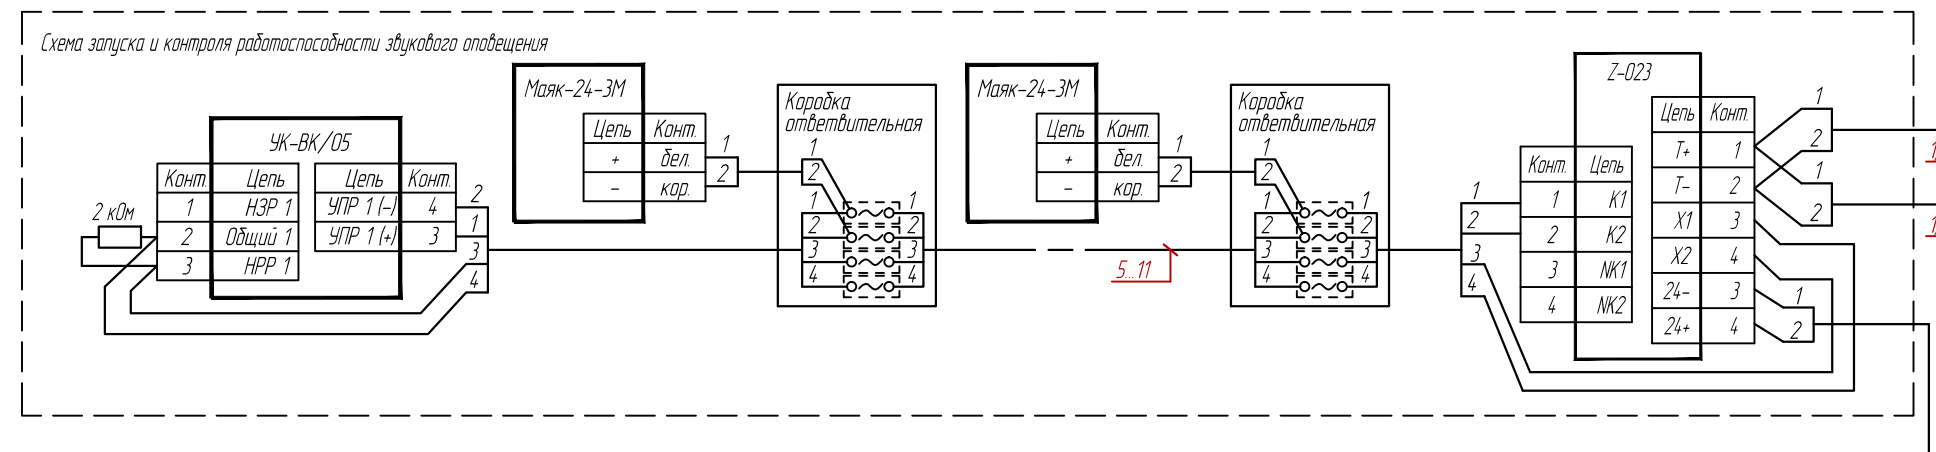 Схема запуска и контроля работоспособности звукового оповещения
2 кОм
УК-ВК/05
Конт. Цепь Цепь Конт.
1 НЗР 1 УПР 1 (-) 4
2 Общий 1 УПР 1 (+) 3
3 НРР 1
2
1
3
4
Маяк-24-3М
Цепь Конт.
+ бел.
- кор.
1
2
Коробка
ответвительная
1
2
1 1
2 2
3 3
4 4
5...11
Маяк-24-3М
Цепь Конт.
+ бел.
- кор.
1
2
Коробка
ответвительная
1
2
1 1
2 2
3 3
4 4
1
2
3
4
Z-023
Конт. Цепь
1 K1
2 K2
3 NK1
4 NK2
Цепь Конт.
T+ 1
T- 2
X1 3
X2 4
24- 3
24+ 4
1
2
1
2
1
2